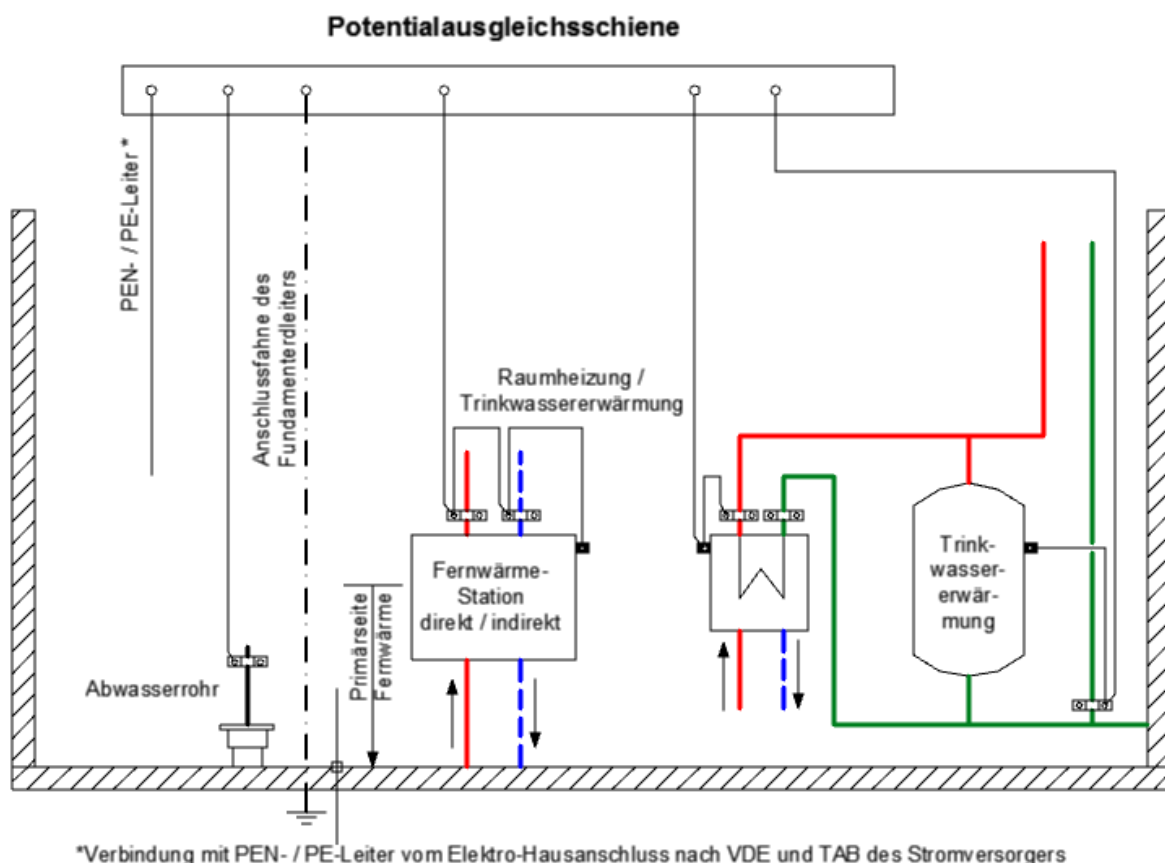 Potentialausgleichsschiene
PEN- / PE-Leiter *
Anschlussfahne des
Fundamenterdleiters
Raumheizung /
Trinkwassererwärmung
Fernwärme-
Station
direkt / indirekt
Primärseite
Fernwärme
Trink-
wasser-
erwär-
mung
Abwasserrohr
*Verbindung mit PEN- / PE-Leiter vom Elektro-Hausanschluss nach VDE und TAB des Stromversorgers